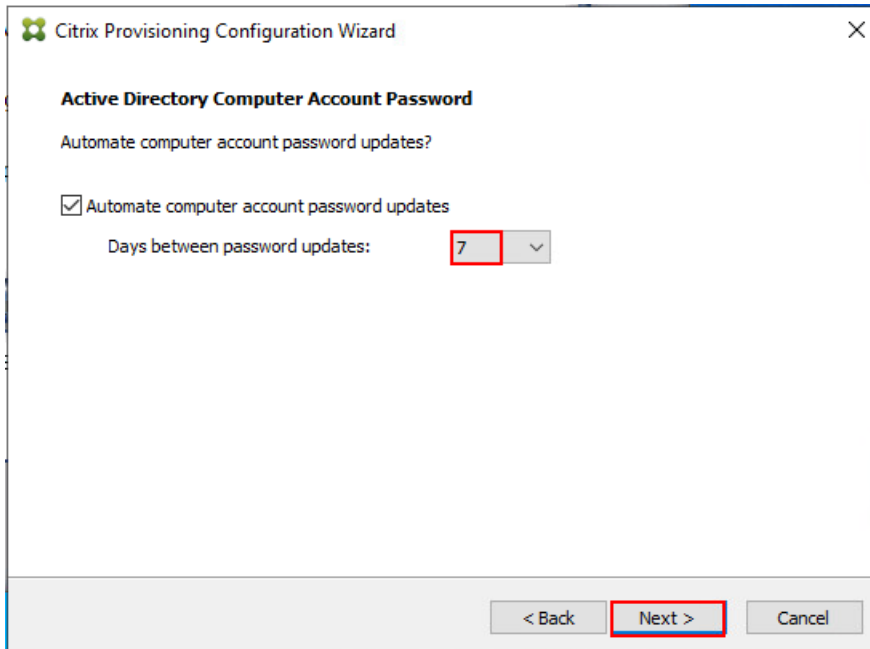 Citrix Provisioning Configuration Wizard
Active Directory Computer Account Password
Automate computer account password updates?
Automate computer account password updates
Days between password updates: 7
< Back Next > Cancel